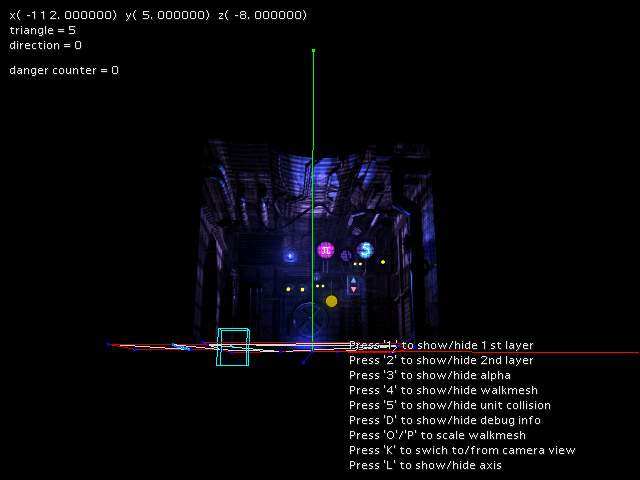 x( -112.000000) y( 5.000000) z( -8.000000)
triangle = 5
direction = 0
danger counter = 0
π 5
Press '1' to show/hide 1 st layer
Press '2' to show/hide 2nd layer
Press '3' to show/hide alpha
Press '4' to show/hide walkmesh
Press '5' to show/hide unit collision
Press 'D' to show/hide debug info
Press 'O'/'P' to scale walkmesh
Press 'K' to swich to/from camera view
Press 'L' to show/hide axis